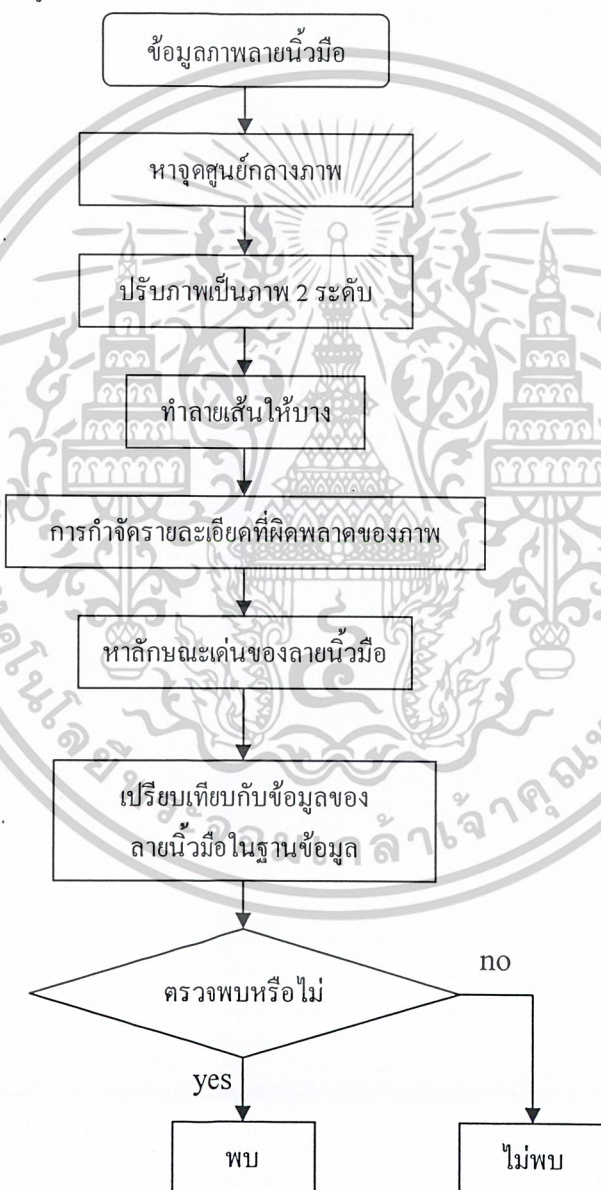 ข้อมูลภาพลายนิ้วมือ
หาจุดศูนย์กลางภาพ
ปรับภาพเป็นภาพ 2 ระดับ
ทำลายเส้นให้บาง
การกำจัดรายละเอียดที่ผิดพลาดของภาพ
หาลักษณะเด่นของลายนิ้วมือ
เปรียบเทียบกับข้อมูลของ
ลายนิ้วมือในฐานข้อมูล
ตรวจพบหรือไม่
no
yes
พบ
ไม่พบ